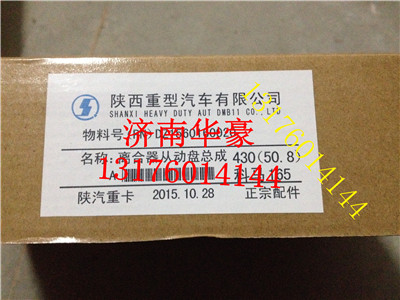 陕西重型汽车有限公司
SHANXI HEAVY DUTY AUT DMB11 CO.,LTD
济南华豪
物料号
名称:离合器从动盘总成 430(50.8)
13176014144
13176014144
陕汽重卡 2015.10.28 正宗配件